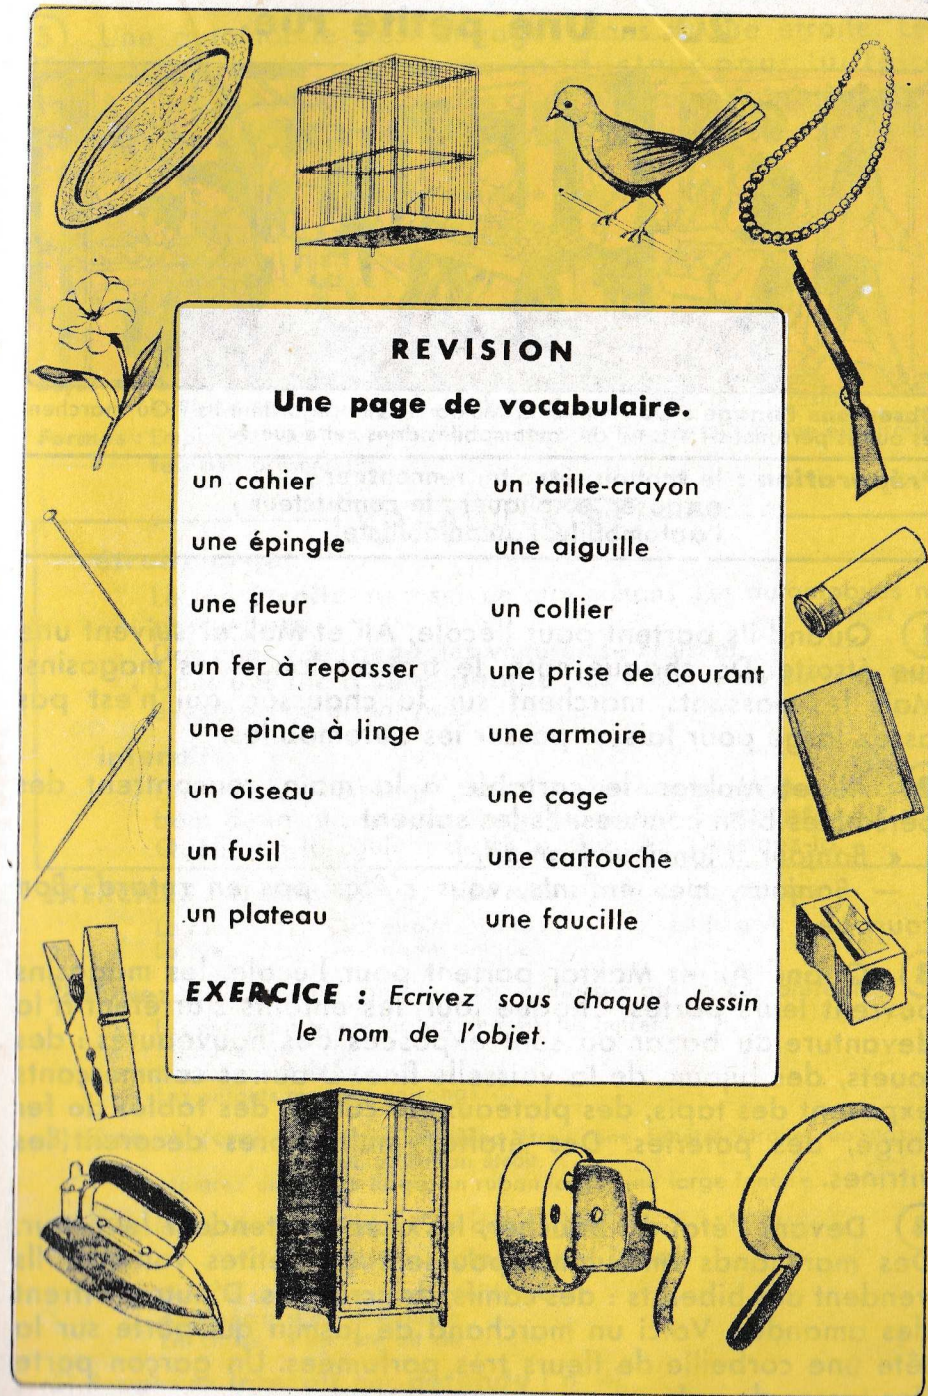 REVISION
Une page de vocabulaire.
un cahier
une épingle
une fleur
un fer à repasser
une pince à linge
un oiseau
un fusil
un plateau
un taille-crayon
une aiguille
un collier
une prise de courant
une armoire
une cage
une cartouche
une faucille
EXERCICE : Ecrivez sous chaque dessin
le nom de l'objet.